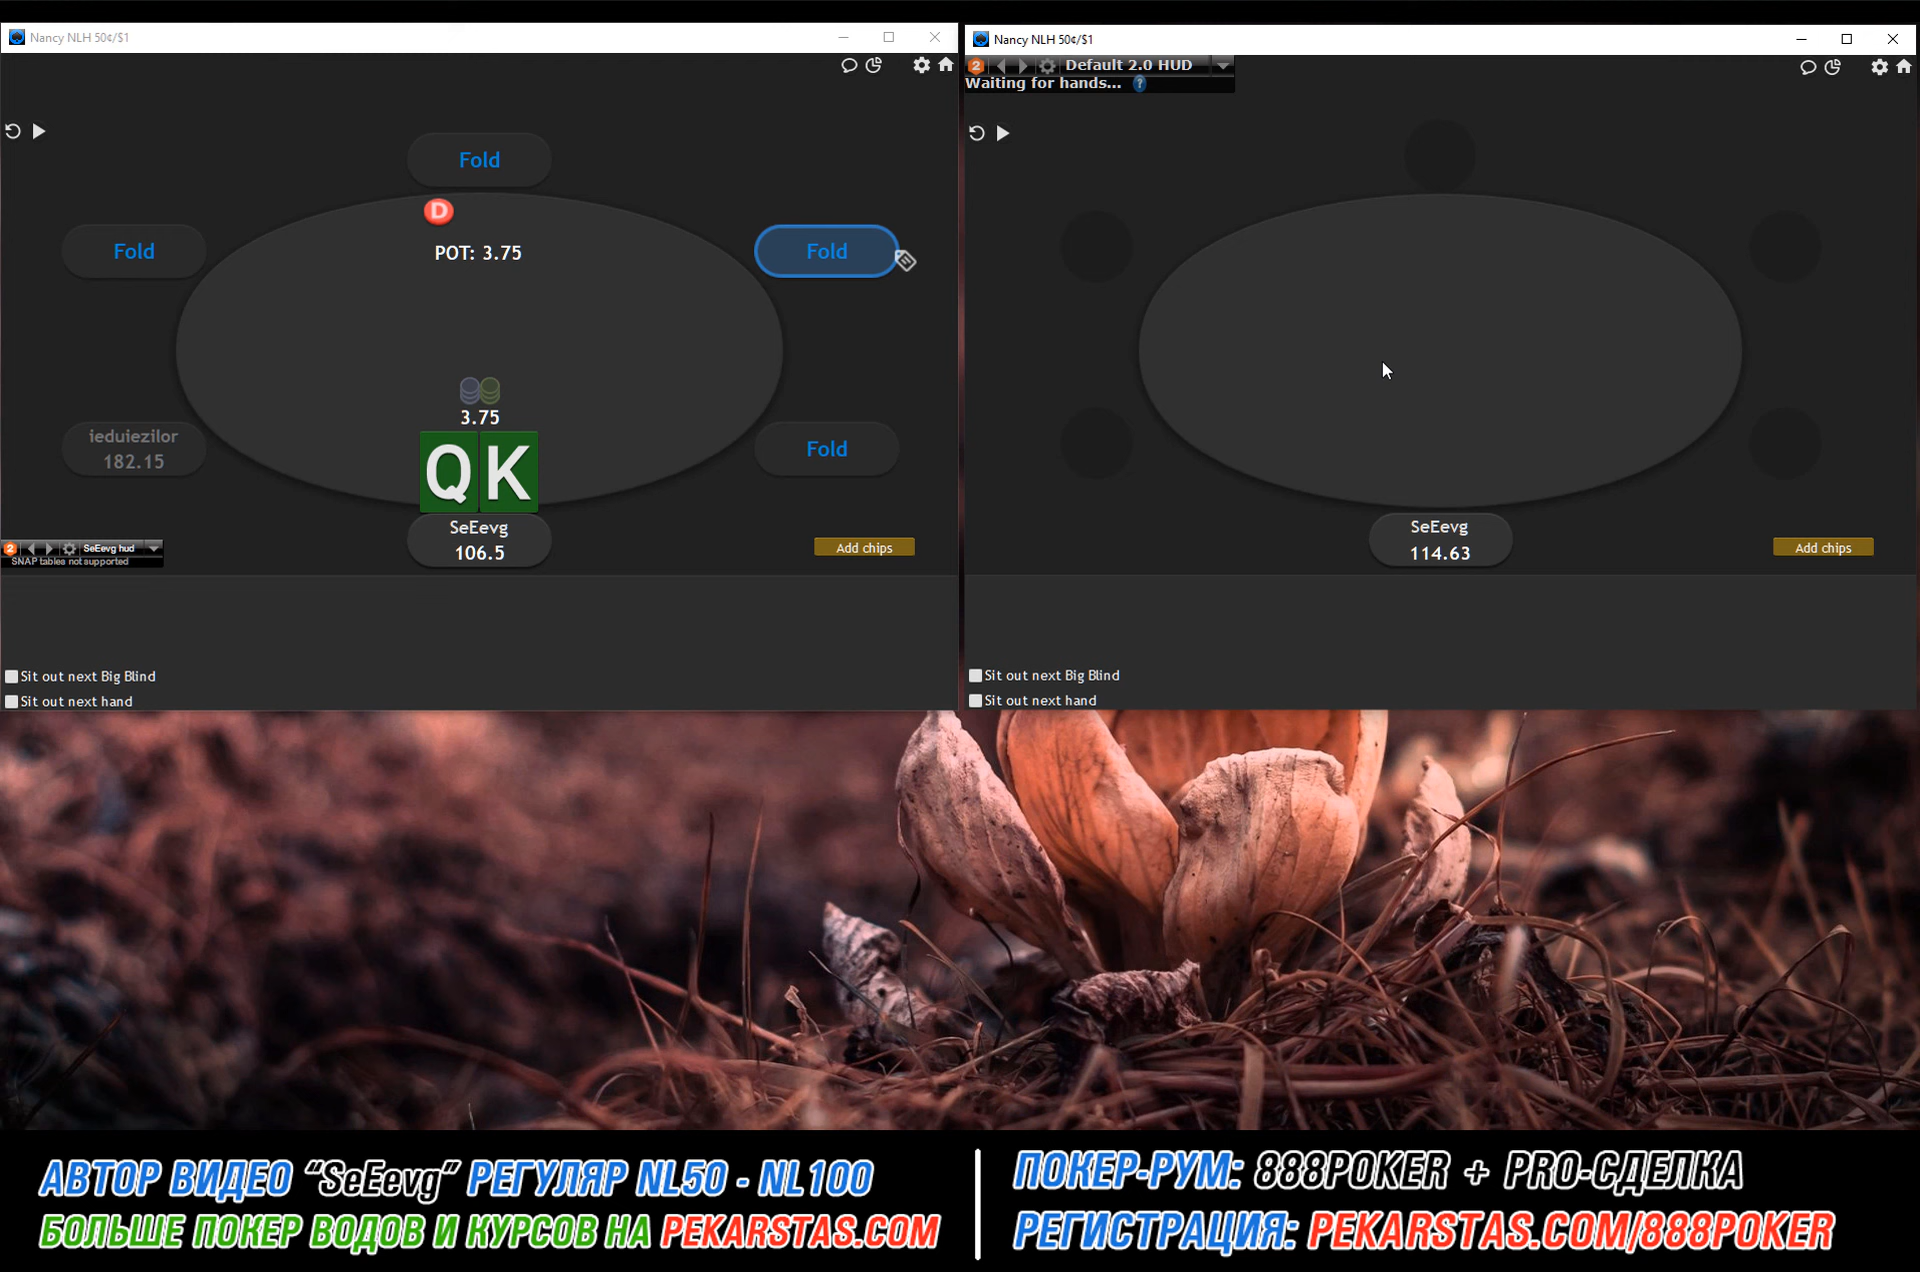 Nancy NLH 50¢/$1
Fold
D
POT: 3.75
Fold
Fold
3.75
ieduiezilor
182.15
Q K
Fold
SeEevg
106.5
2 SeEevg hud
SNAP tables not supported
Add chips
Sit out next Big Blind
Sit out next hand
Nancy NLH 50¢/$1
2 Default 2.0 HUD
Waiting for hands... ?
SeEevg
114.63
Add chips
Sit out next Big Blind
Sit out next hand
АВТОР ВИДЕО “SeEevg” РЕГУЛЯР NL50 - NL100
БОЛЬШЕ ПОКЕР ВОДОВ И КУРСОВ НА PEKARSTAS.COM
ПОКЕР-РУМ: 888POKER + PRO-СДЕЛКА
РЕГИСТРАЦИЯ: PEKARSTAS.COM/888POKER